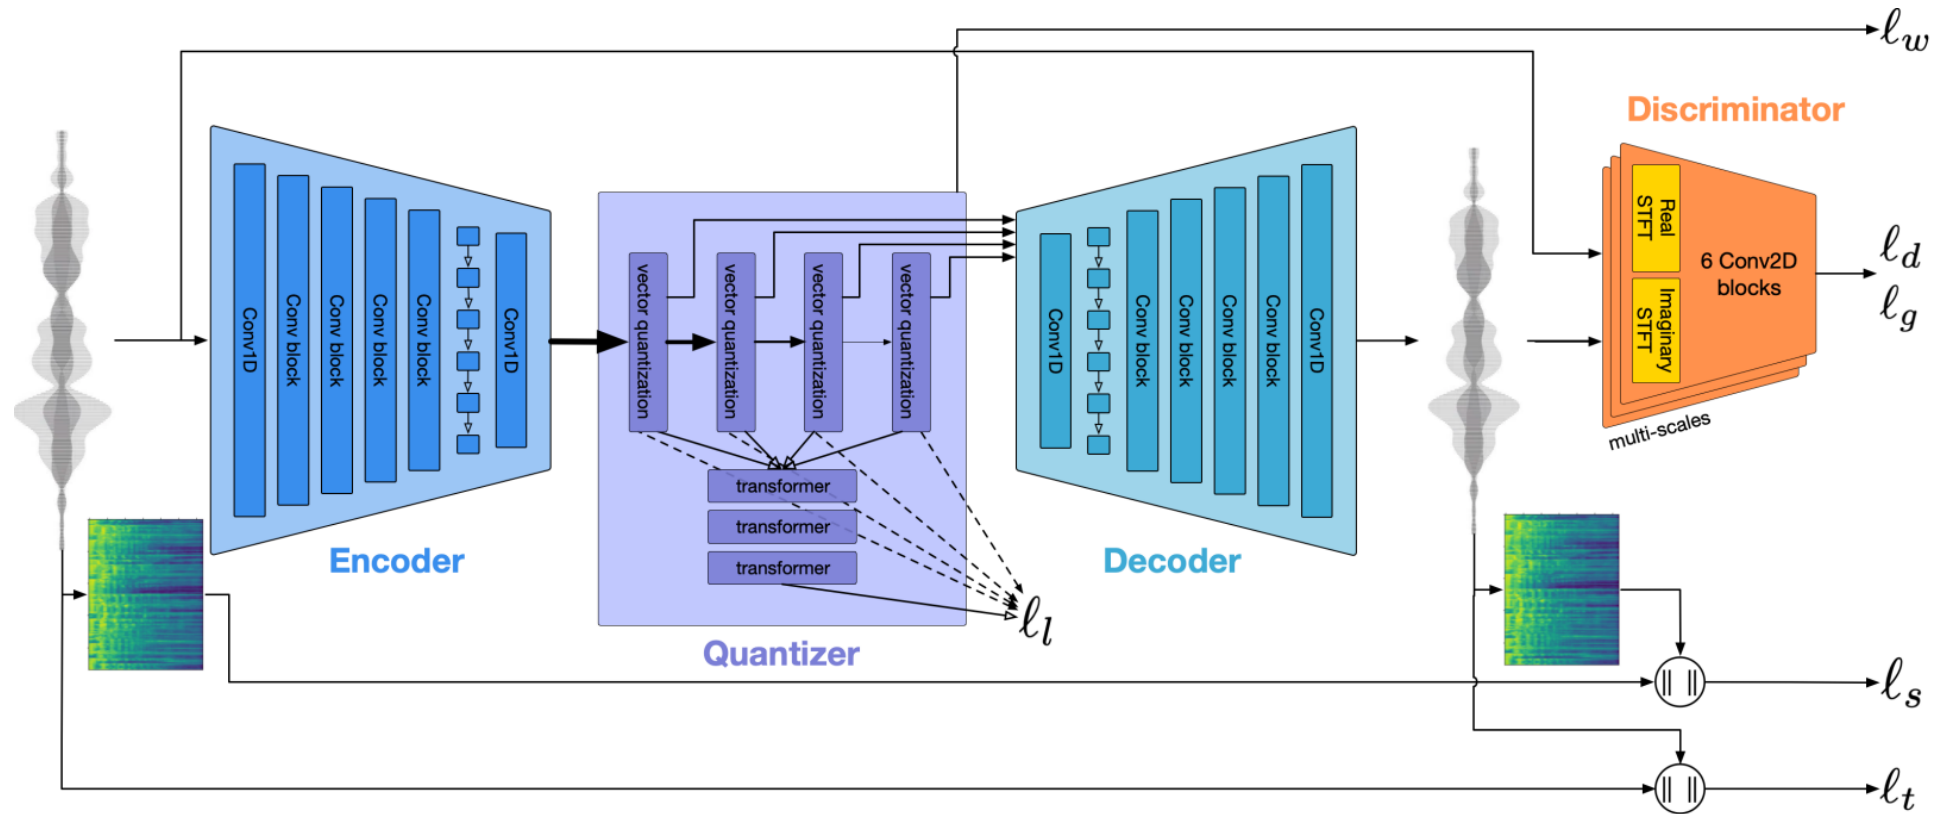 ℓw
Discriminator
Conv1D
Conv block
Conv block
Conv block
Conv block
Conv1D
Encoder
vector quantization
vector quantization
vector quantization
vector quantization
transformer
transformer
transformer
ℓl
Quantizer
Conv1D
Conv block
Conv block
Conv block
Conv block
Conv1D
Decoder
Real
STFT
Imaginary
STFT
6 Conv2D
blocks
multi-scales
ℓd
ℓg
|| ||
ℓs
|| ||
ℓt